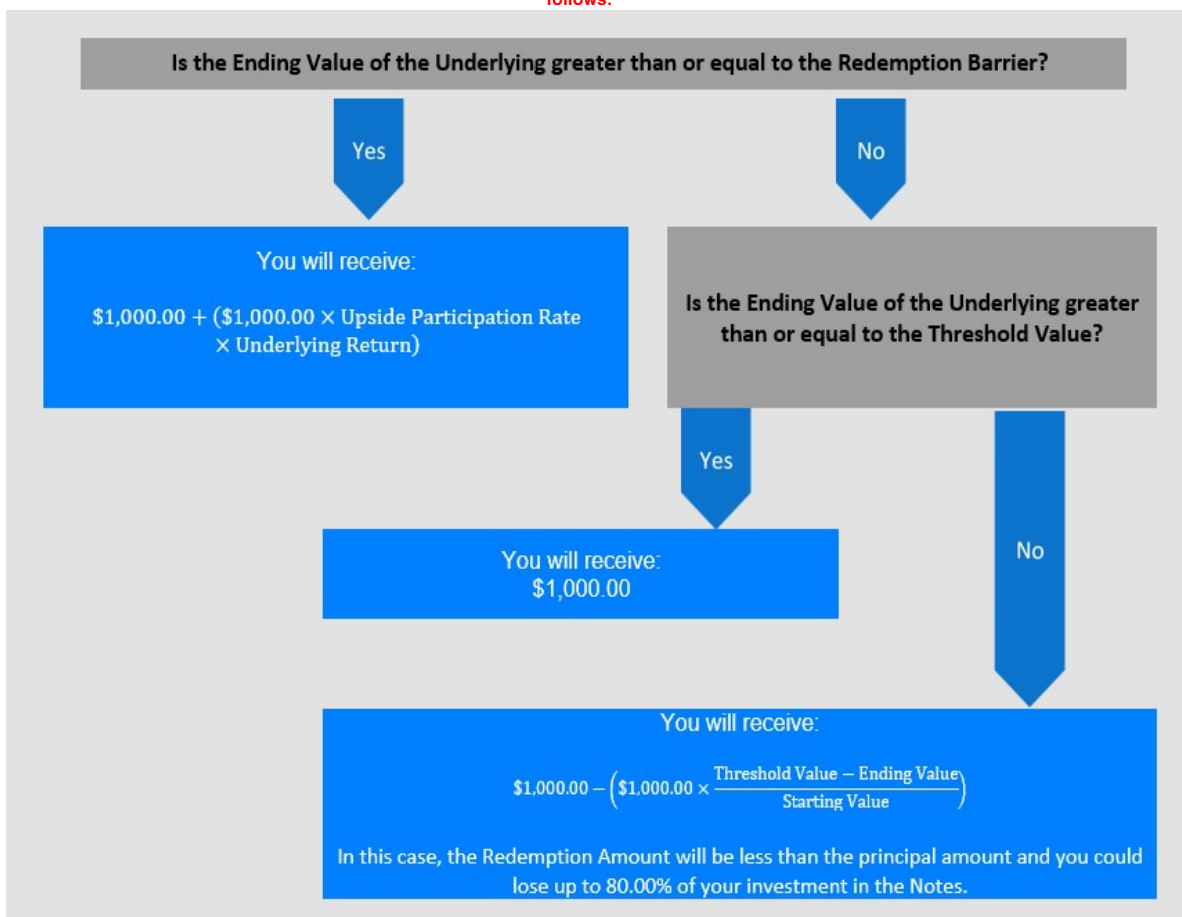 follows:
Is the Ending Value of the Underlying greater than or equal to the Redemption Barrier?
Yes
No
You will receive:
$1,000.00 + ($1,000.00 × Upside Participation Rate
× Underlying Return)
Is the Ending Value of the Underlying greater
than or equal to the Threshold Value?
Yes
No
You will receive:
$1,000.00
You will receive:
$1,000.00 − ($1,000.00 × Threshold Value − Ending Value
Starting Value)
In this case, the Redemption Amount will be less than the principal amount and you could
lose up to 80.00% of your investment in the Notes.